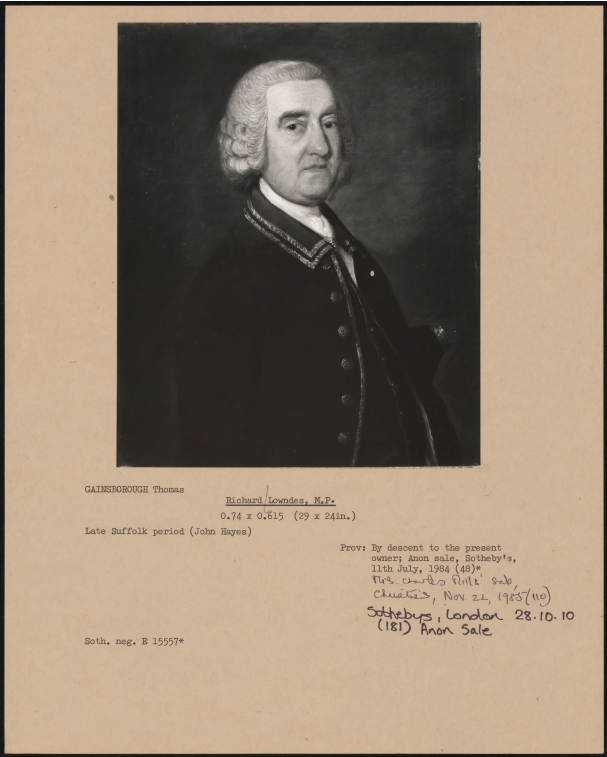 GAINSBOROUGH Thomas
Richard Lowndes, M.P.
0.74 x 0.615 (29 x 24in.)
Late Suffolk period (John Hayes)
Prov: By descent to the present
owner; Anon sale, Sotheby's,
11th July, 1984 (48)*
Mrs. Charles Mills' sale,
Christie's, Nov 22, 1985 (110)
Sothebys, London 28.10.10
(181) Anon Sale
Soth. neg. E 15557*